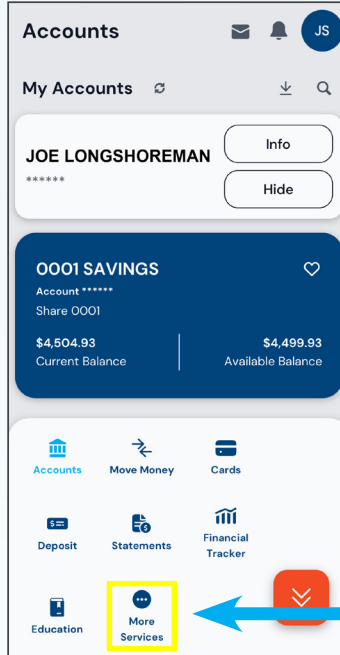 Accounts
JS
My Accounts
Info
JOE LONGSHOREMAN
******
Hide
0001 SAVINGS
Account ******
Share 0001
$4,504.93 $4,499.93
Current Balance Available Balance
Accounts Move Money Cards
Deposit Statements Financial
Tracker
Education More
Services